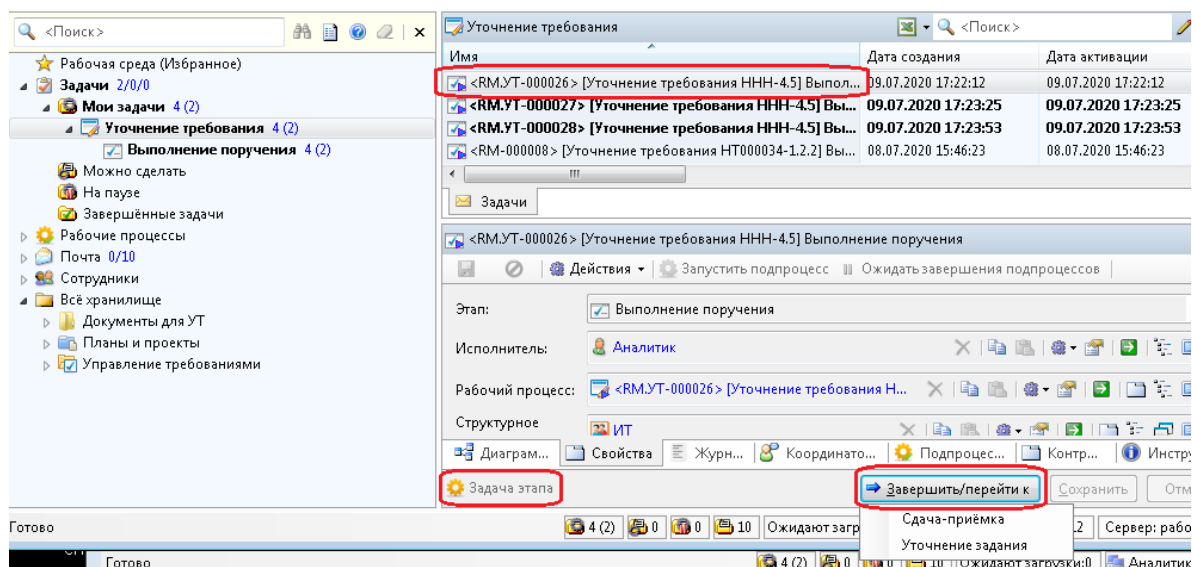 <Поиск>
Рабочая среда (Избранное)
Задачи 2/0/0
Мои задачи 4 (2)
Уточнение требования 4 (2)
Выполнение поручения 4 (2)
Можно сделать
На паузе
Завершённые задачи
Рабочие процессы
Почта 0/10
Сотрудники
Всё хранилище
Документы для УТ
Планы и проекты
Управление требованиями
Уточнение требования <Поиск>
Имя Дата создания Дата активации
<RM.УТ-000026> [Уточнение требования ННН-4.5] Выпол... 09.07.2020 17:22:12 09.07.2020 17:22:12
<RM.УТ-000027> [Уточнение требования ННН-4.5] Вы... 09.07.2020 17:23:25 09.07.2020 17:23:25
<RM.УТ-000028> [Уточнение требования ННН-4.5] Вы... 09.07.2020 17:23:53 09.07.2020 17:23:53
<RM-000008> [Уточнение требования НТ000034-1.2.2] Вы... 08.07.2020 15:46:23 08.07.2020 15:46:23
Задачи
<RM.УТ-000026> [Уточнение требования ННН-4.5] Выполнение поручения
Действия Запустить подпроцесс Ожидать завершения подпроцессов
Этап: Выполнение поручения
Исполнитель: Аналитик
Рабочий процесс: <RM.УТ-000026> [Уточнение требования Н...
Структурное ИТ
Диаграм... Свойства Журн... Координато... Подпроцес... Контр... Инстру
Задача этапа Завершить/перейти к Сохранить Отм
Сдача-приёмка
Уточнение задания
Готово 4 (2) 0 0 10 Ожидают загр .2 Сервер: рабо
Готово 4 (2) 0 0 10 Ожидают загрузки:0 Аналитик